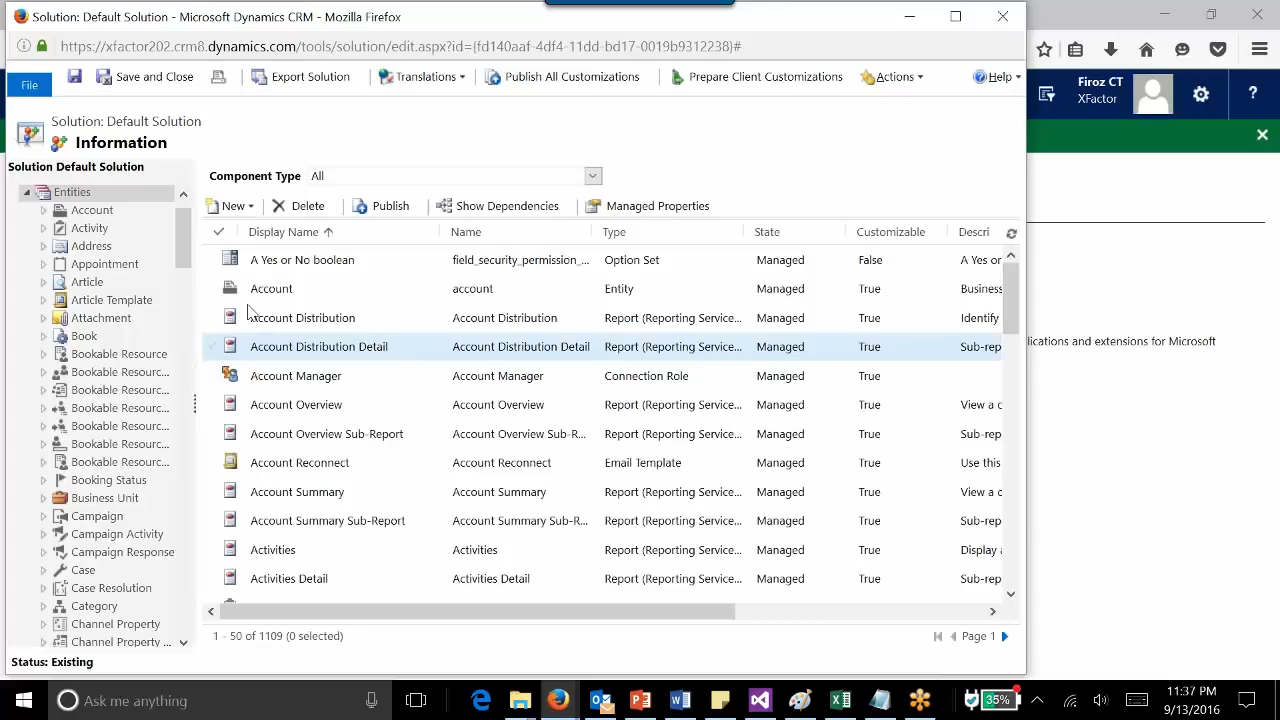 Solution: Default Solution - Microsoft Dynamics CRM - Mozilla Firefox
https://xfactor202.crm8.dynamics.com/tools/solution/edit.aspx?id={fd140aaf-4df4-11dd-bd17-0019b9312238}#
File Save and Close Export Solution Translations Publish All Customizations Prepare Client Customizations Actions Help
Firoz CT
XFactor
?
Solution: Default Solution
Information
Solution Default Solution
Component Type All
Entities
Account
Activity
Address
Appointment
Article
Article Template
Attachment
Book
Bookable Resource
Bookable Resourc...
Bookable Resourc...
Bookable Resourc...
Bookable Resourc...
Bookable Resourc...
Bookable Resourc...
Booking Status
Business Unit
Campaign
Campaign Activity
Campaign Response
Case
Case Resolution
Category
Channel Property
Channel Property ...
New Delete Publish Show Dependencies Managed Properties
Display Name Name Type State Customizable Descri
A Yes or No boolean field_security_permission_... Option Set Managed False A Yes or
Account account Entity Managed True Business
Account Distribution Account Distribution Report (Reporting Service... Managed True Identify
Account Distribution Detail Account Distribution Detail Report (Reporting Service... Managed True Sub-rep
Account Manager Account Manager Connection Role Managed True
Account Overview Account Overview Report (Reporting Service... Managed True View a c
Account Overview Sub-Report Account Overview Sub-R... Report (Reporting Service... Managed True Sub-rep
Account Reconnect Account Reconnect Email Template Managed True Use this
Account Summary Account Summary Report (Reporting Service... Managed True View a c
Account Summary Sub-Report Account Summary Sub-R... Report (Reporting Service... Managed True Sub-rep
Activities Activities Report (Reporting Service... Managed True Display a
Activities Detail Activities Detail Report (Reporting Service... Managed True Sub-rep
1 - 50 of 1109 (0 selected) Page 1
Status: Existing
lications and extensions for Microsoft
Ask me anything
35%
11:37 PM
9/13/2016